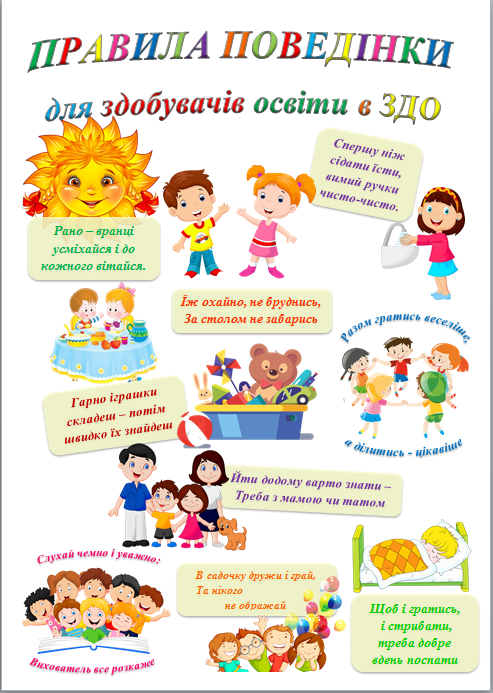 ПРАВИЛА ПОВЕДІНКИ
для здобувачів освіти в ЗДО
Спершу ніж
сідати їсти,
вимий ручки
чисто-чисто.
Рано – вранці
усміхайся і до
кожного вітайся.
Їж охайно, не бруднись,
За столом не забарись
Разом гратись веселіше,
а ділитись - цікавіше
Гарно іграшки
складеш – потім
швидко їх знайдеш
Йти додому варто знати –
Треба з мамою чи татом
Слухай чемно і уважно:
Вихователь все розкаже
В садочку дружи і грай,
Та нікого
не ображай
Щоб і гратись,
і стрибати,
треба добре
вдень поспати